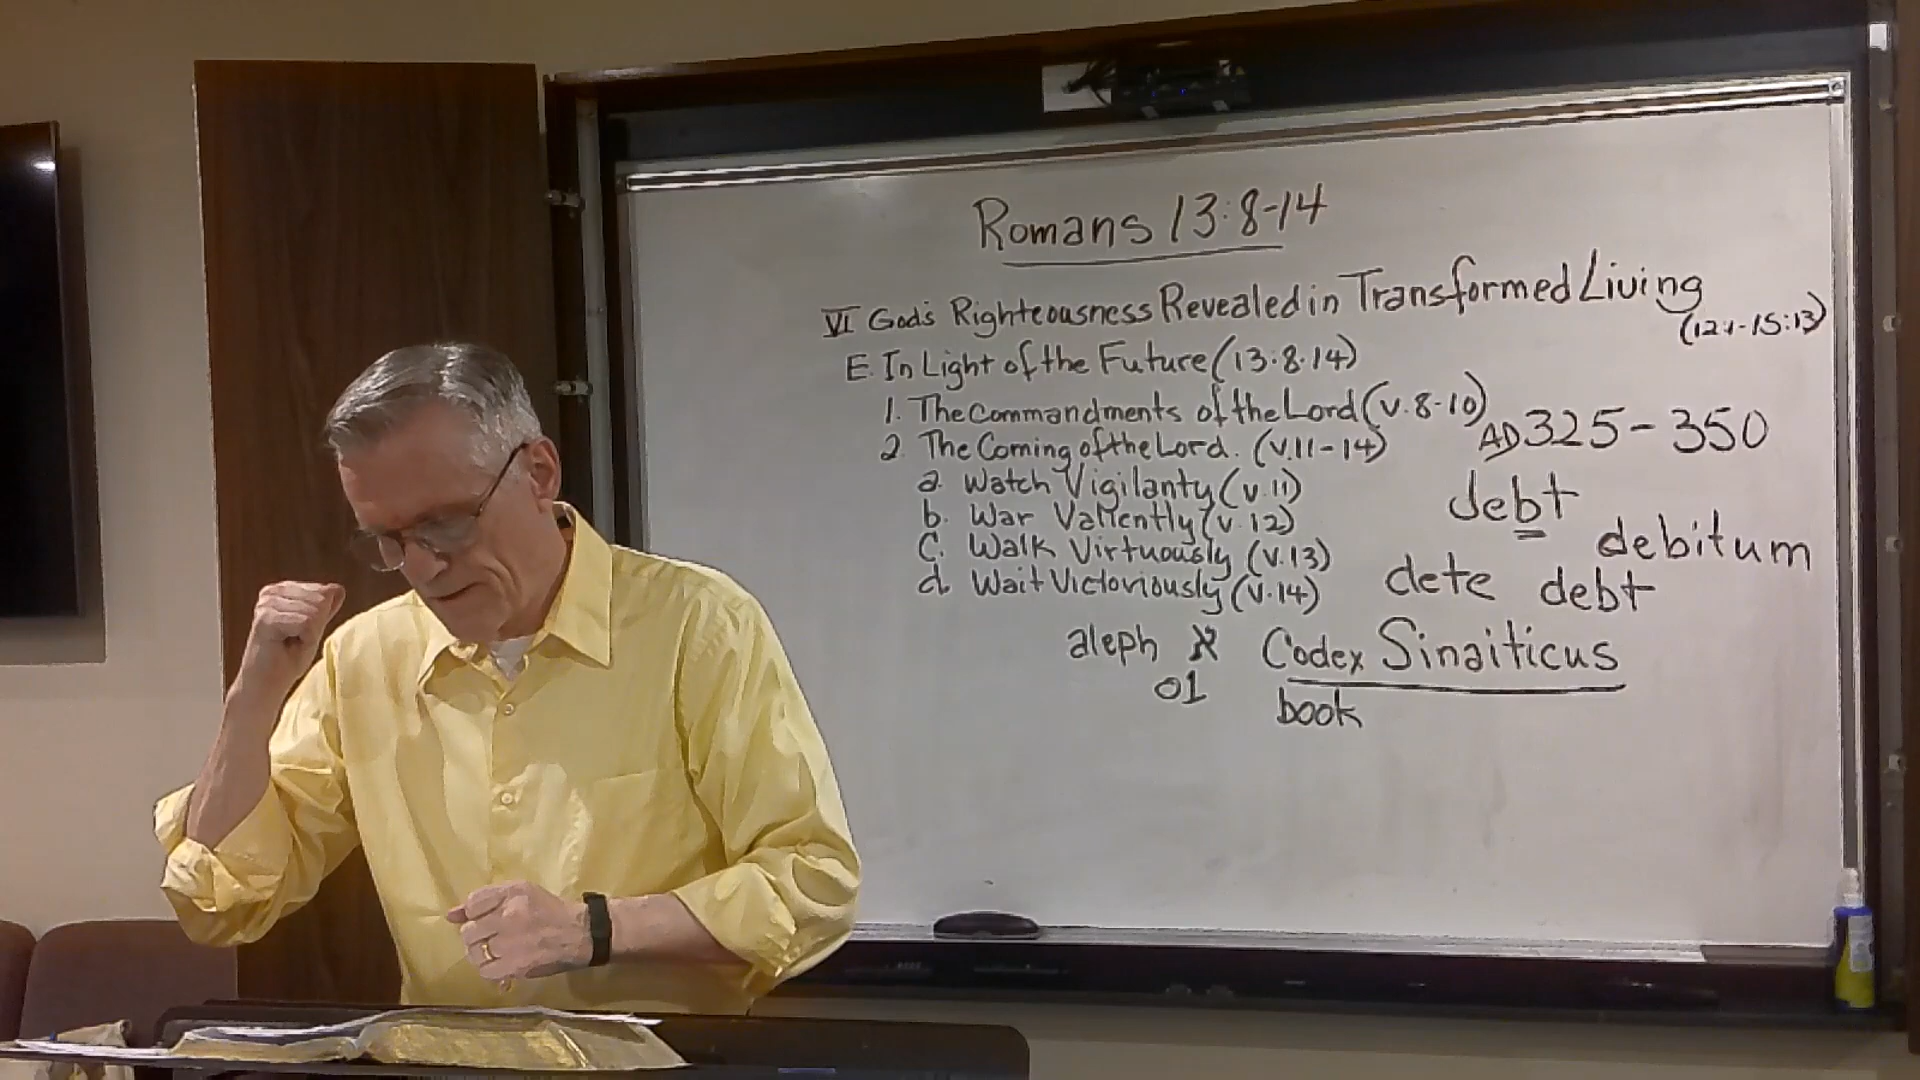 Romans 13:8-14
VI God's Righteousness Revealed in Transformed Living
(12:1-15:13)
E. In Light of the Future (13:8-14)
1. The Commandments of the Lord (v. 8-10)
2. The Coming of the Lord. (v. 11-14)
a. Watch Vigilanty (v. 11)
b. War Valiently (v. 12)
C. Walk Virtuously (v. 13)
d. Wait Victoriously (v. 14)
AD 325-350
debt
debitum
dete debt
aleph א Codex Sinaiticus
01 book